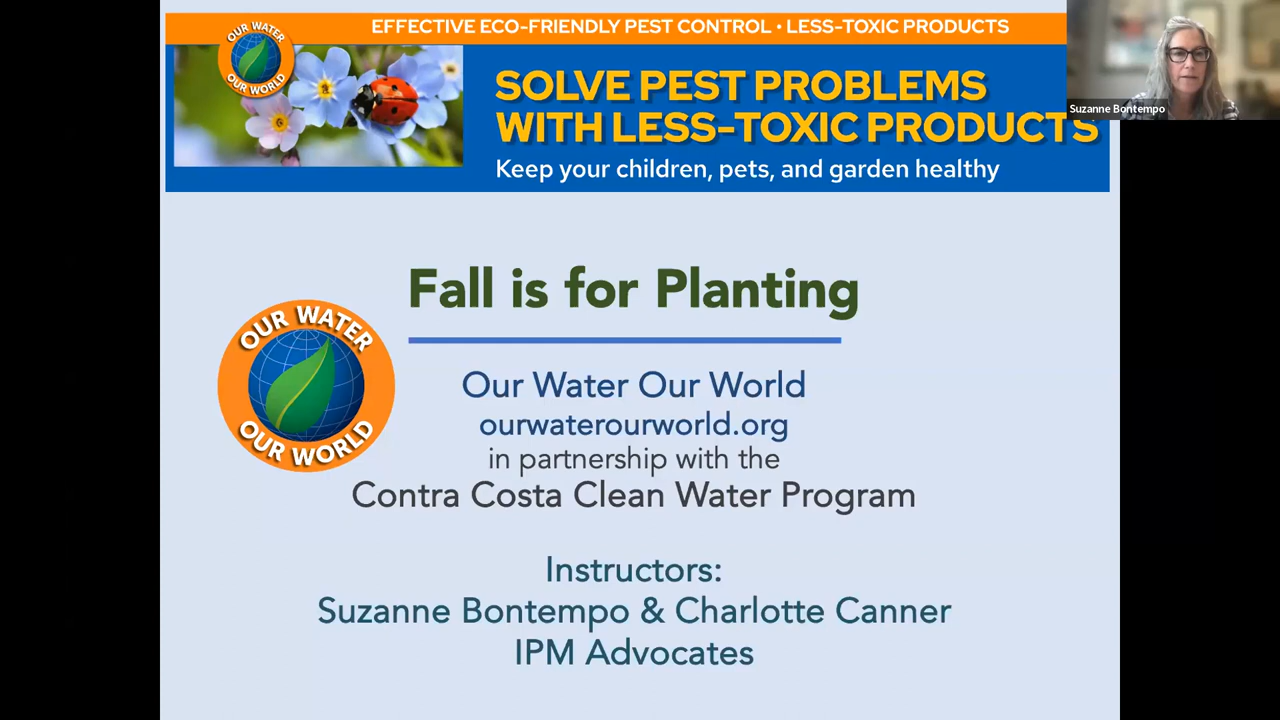 EFFECTIVE ECO-FRIENDLY PEST CONTROL • LESS-TOXIC PRODUCTS
OUR WATER
OUR WORLD
SOLVE PEST PROBLEMS
WITH LESS-TOXIC PRODUCTS
Keep your children, pets, and garden healthy
Suzanne Bontempo
Fall is for Planting
OUR WATER
OUR WORLD
Our Water Our World
ourwaterourworld.org
in partnership with the
Contra Costa Clean Water Program
Instructors:
Suzanne Bontempo & Charlotte Canner
IPM Advocates